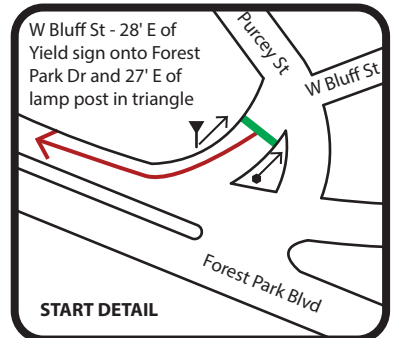 W Bluff St - 28' E of
Yield sign onto Forest
Park Dr and 27' E of
lamp post in triangle
Purcey St
W Bluff St
Forest Park Blvd
START DETAIL